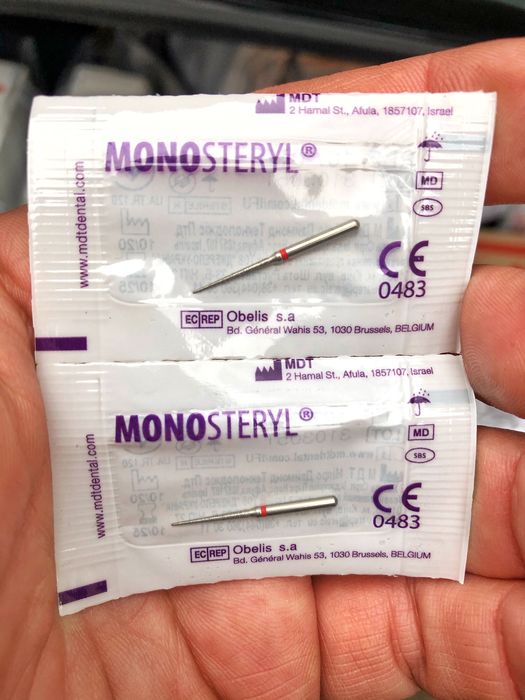 MDT
2 Hamal St., Afula, 1857107, Israel
MONOSTERYL®
www.mdtdental.com
MD
SBS
CE
0483
EC REP Obelis s.a
Bd. Général Wahis 53, 1030 Brussels, BELGIUM
MDT
2 Hamal St., Afula, 1857107, Israel
MONOSTERYL®
www.mdtdental.com
MD
SBS
CE
0483
EC REP Obelis s.a
Bd. Général Wahis 53, 1030 Brussels, BELGIUM